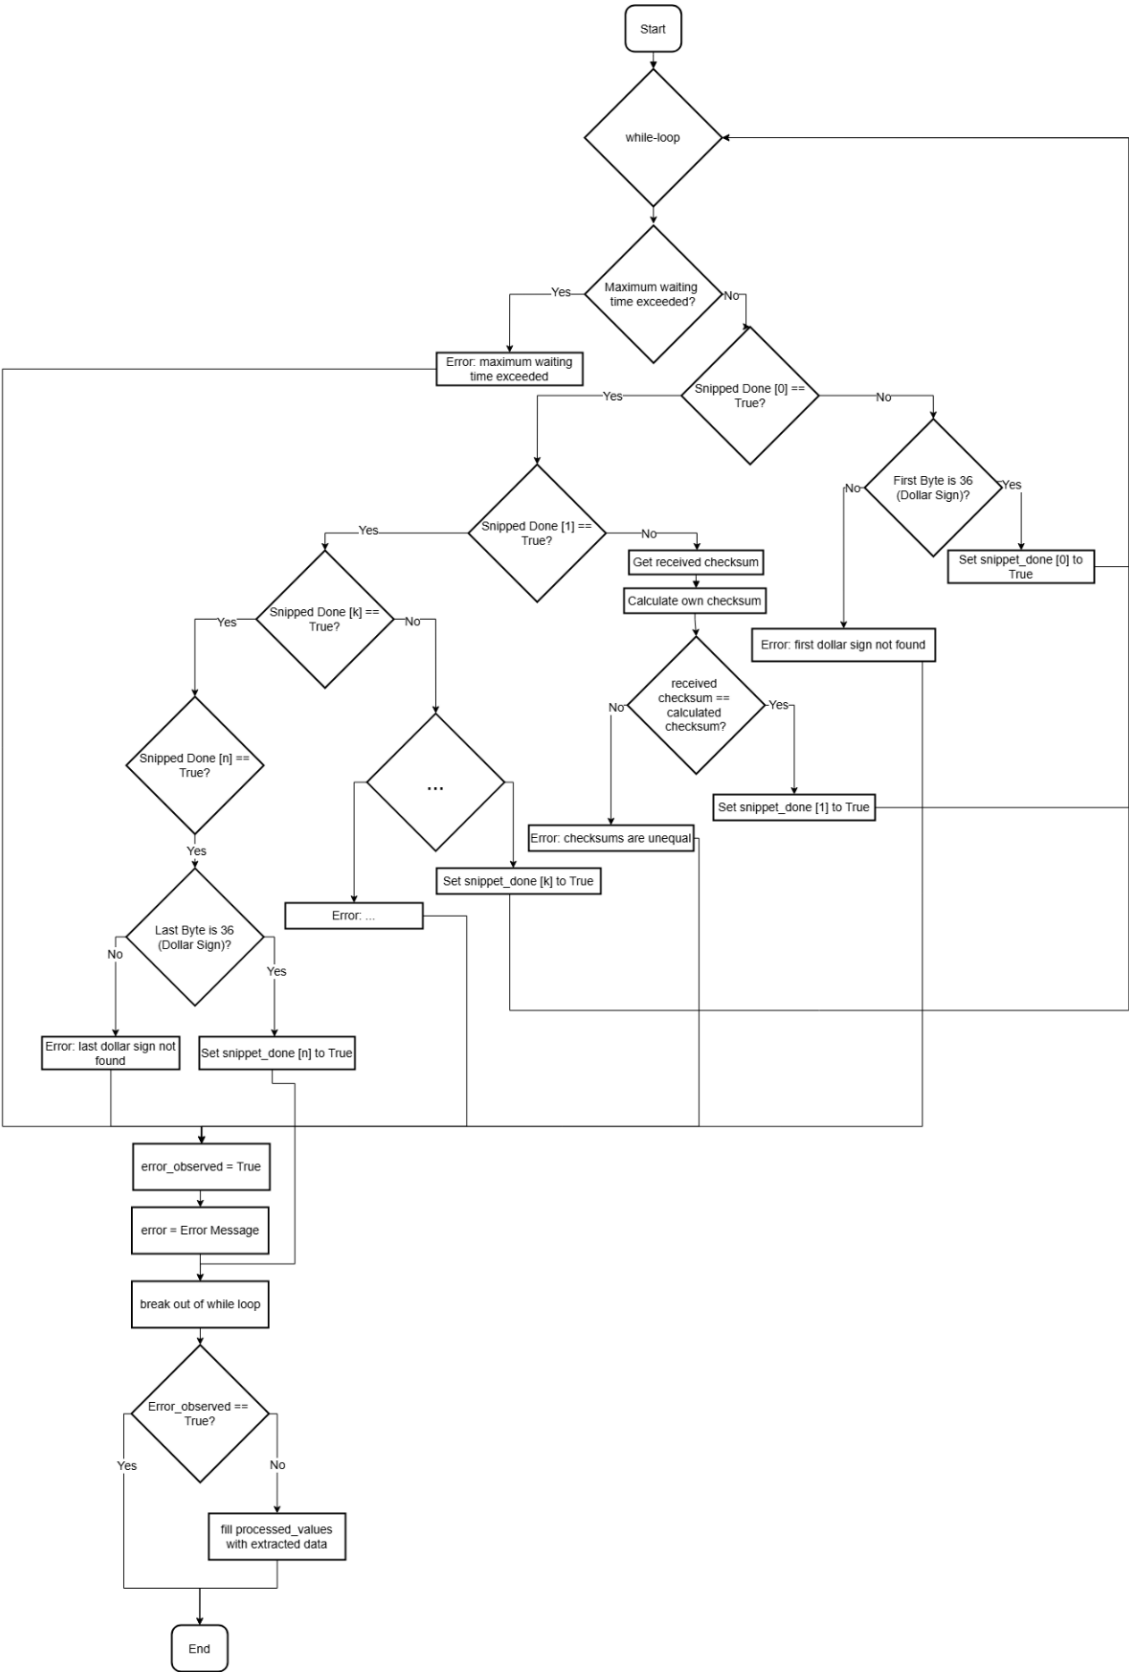 Start
while-loop
Maximum waiting
time exceeded?
Yes
No
Error: maximum waiting
time exceeded
Snipped Done [0] ==
True?
Yes
No
First Byte is 36
(Dollar Sign)?
No
Yes
Snipped Done [1] ==
True?
Yes
No
Get received checksum
Set snippet_done [0] to
True
Calculate own checksum
Snipped Done [k] ==
True?
Yes
No
Error: first dollar sign not found
received
checksum ==
calculated
checksum?
No
Yes
Snipped Done [n] ==
True?
...
Set snippet_done [1] to True
Error: checksums are unequal
Yes
Set snippet_done [k] to True
Error: ...
Last Byte is 36
(Dollar Sign)?
No
Yes
Error: last dollar sign not
found
Set snippet_done [n] to True
error_observed = True
error = Error Message
break out of while loop
Error_observed ==
True?
Yes
No
fill processed_values
with extracted data
End